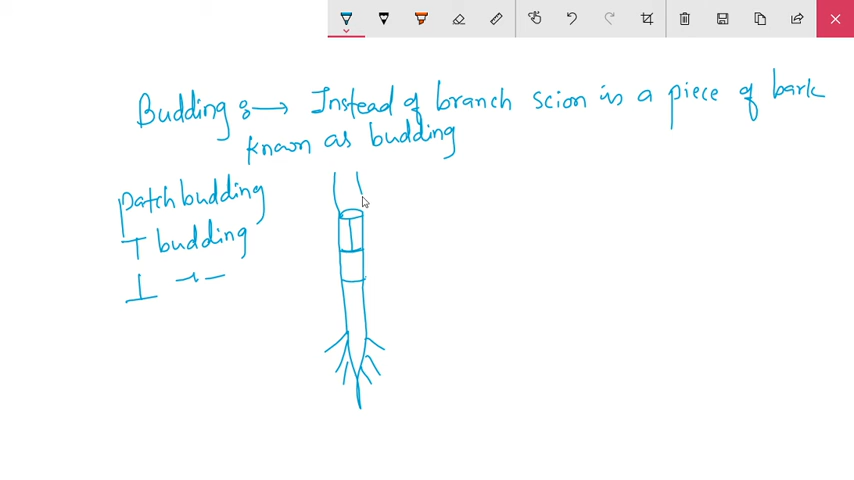 Budding :⟶ Instead of branch scion is a piece of bark
known as budding
Patch budding
T budding
⊥ -〃-